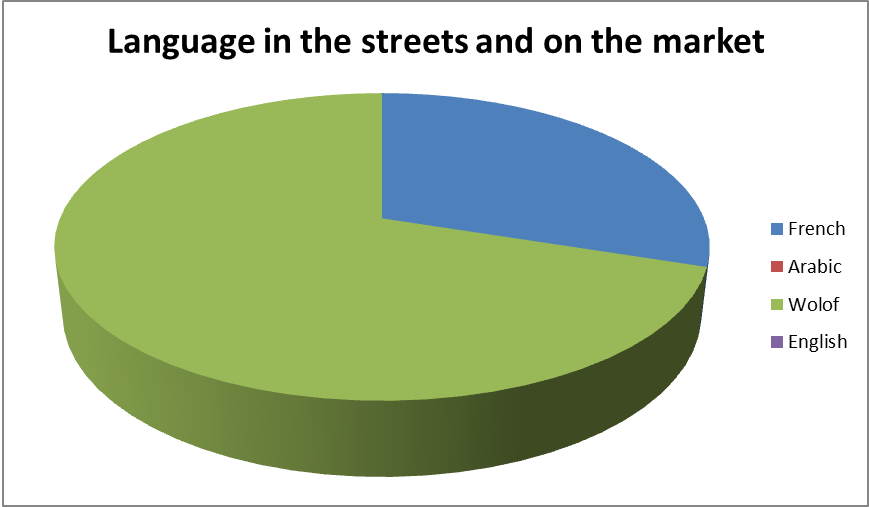 Language in the streets and on the market
French
Arabic
Wolof
English